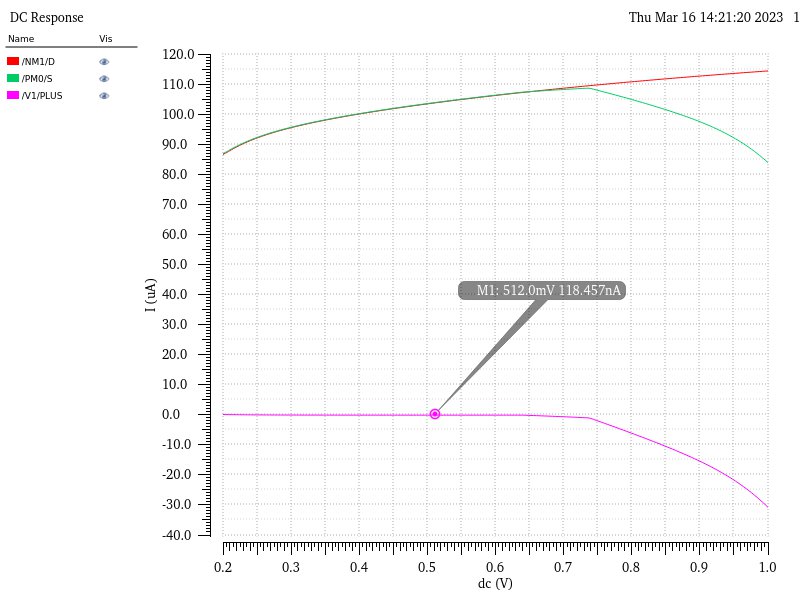 DC Response
Thu Mar 16 14:21:20 2023 1
Name Vis
/NM1/D
/PM0/S
/V1/PLUS
120.0
110.0
100.0
90.0
80.0
70.0
60.0
50.0
40.0
30.0
20.0
10.0
0.0
-10.0
-20.0
-30.0
-40.0
I (uA)
M1: 512.0mV 118.457nA
0.2 0.3 0.4 0.5 0.6 0.7 0.8 0.9 1.0
dc (V)